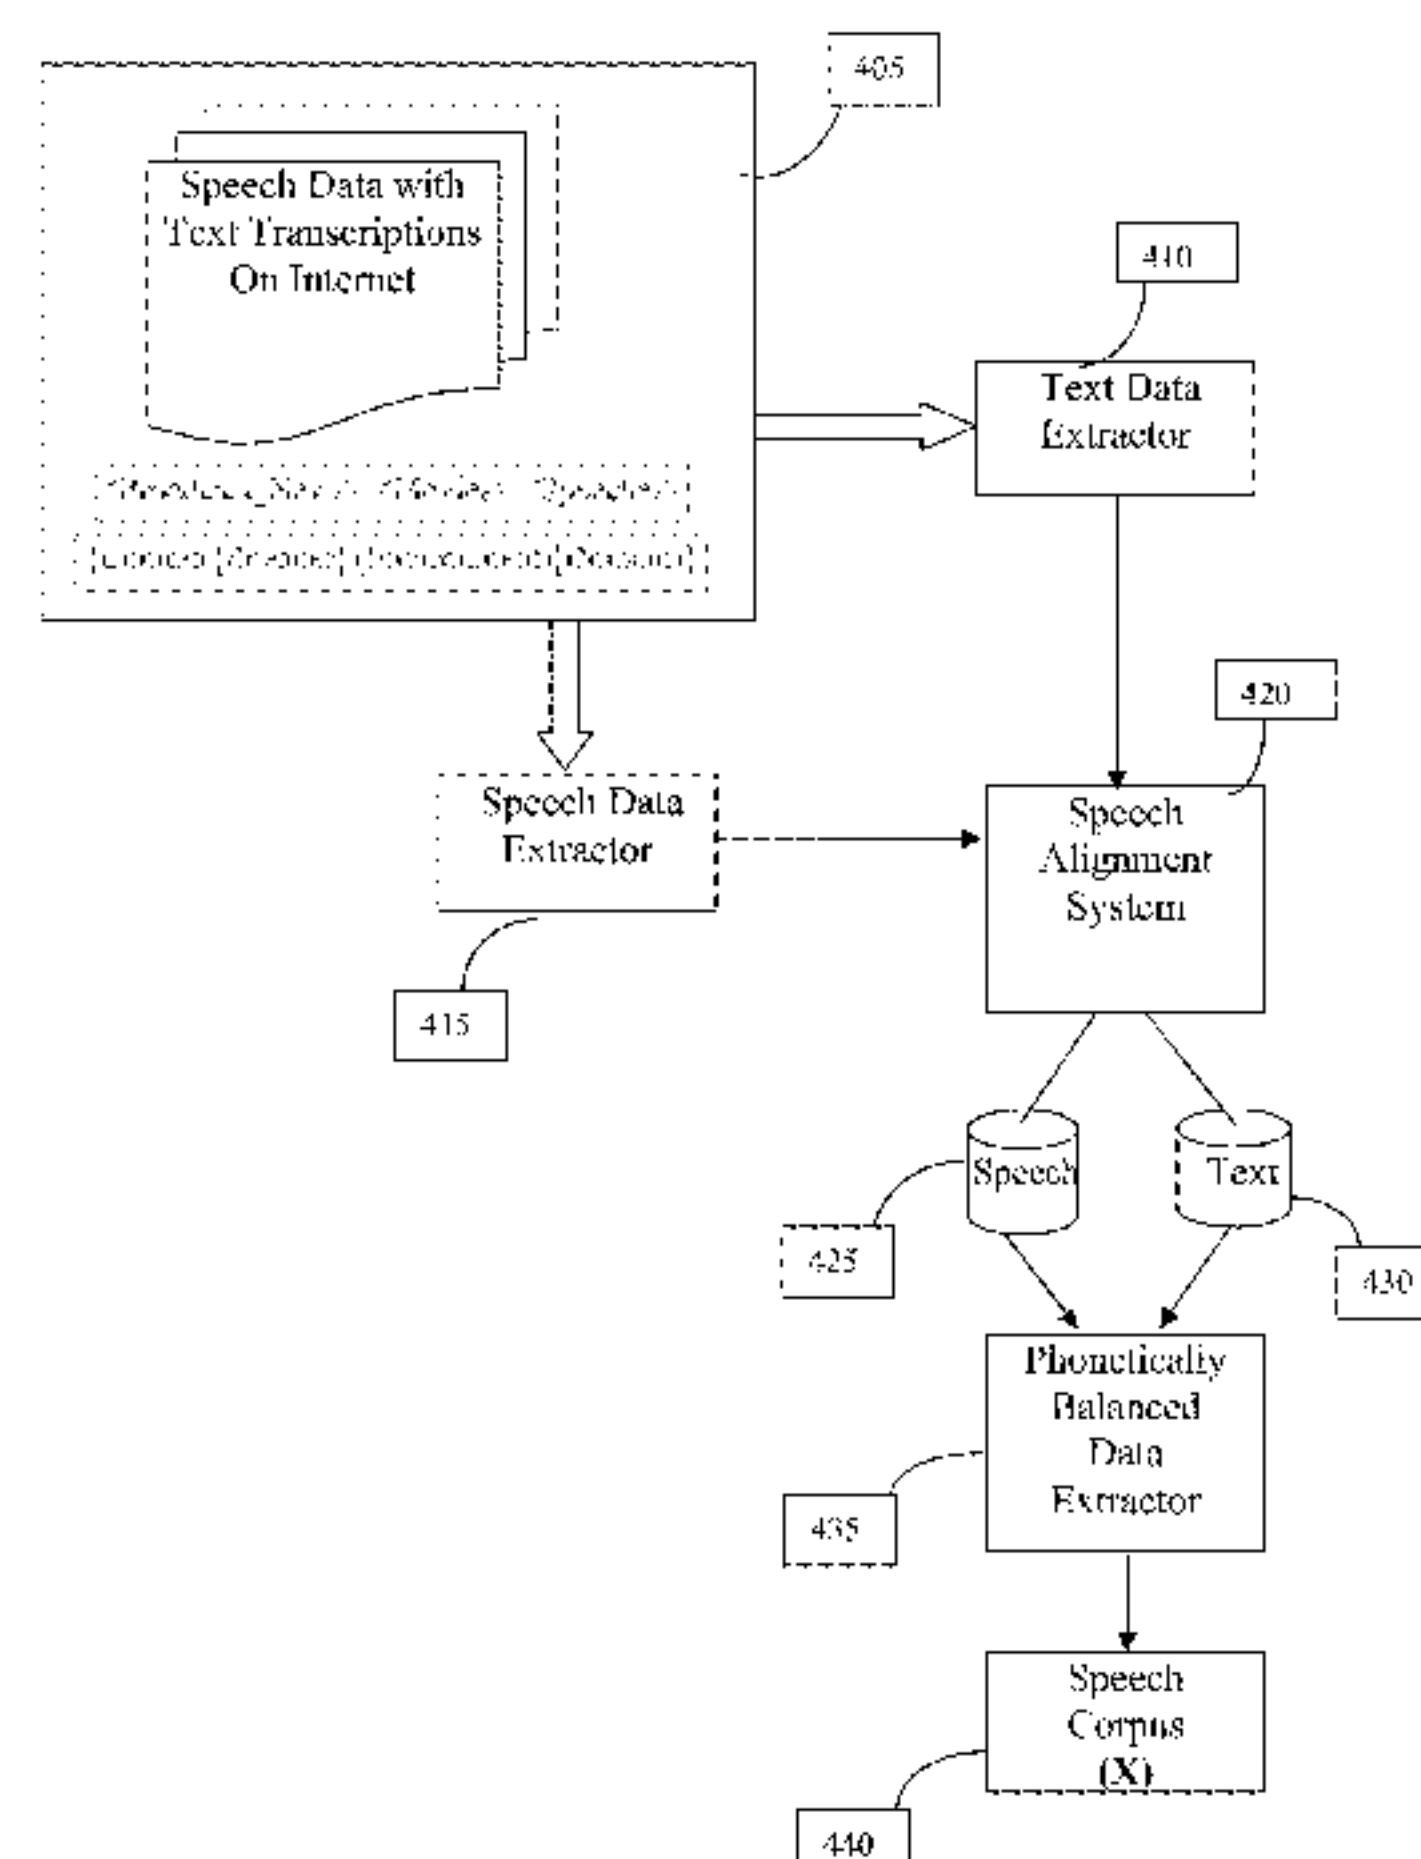 405
Speech Data with
Text Transcriptions
On Internet
410
Text Data
Extractor
420
Speech Data
Extractor
Speech
Alignment
System
415
Speech
Text
425
430
Phonetically
Balanced
Data
Extractor
435
Speech
Corpus
(X)
440